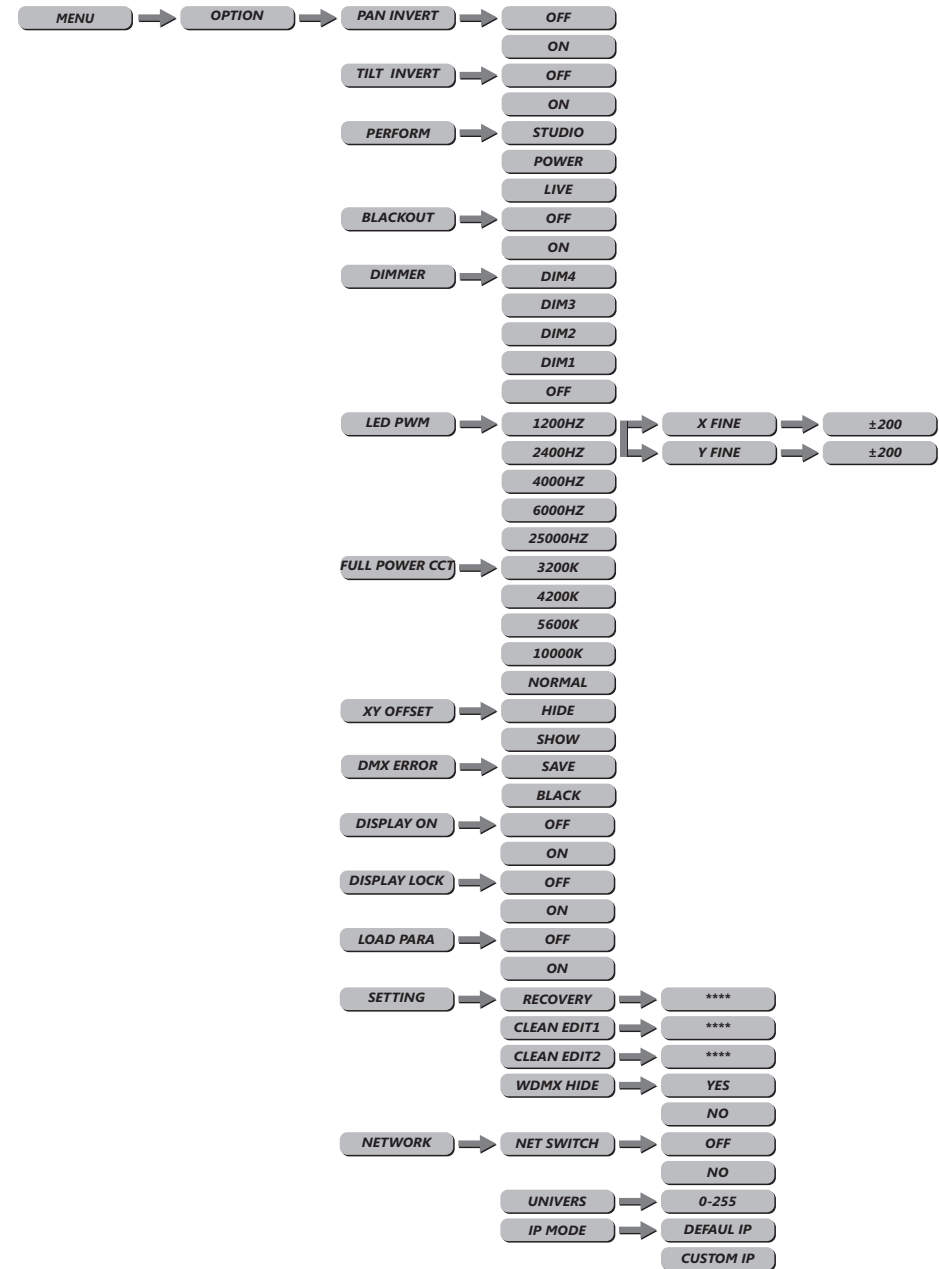 MENU OPTION PAN INVERT OFF
ON
TILT INVERT OFF
ON
PERFORM STUDIO
POWER
LIVE
BLACKOUT OFF
ON
DIMMER DIM4
DIM3
DIM2
DIM1
OFF
LED PWM 1200HZ X FINE ±200
2400HZ Y FINE ±200
4000HZ
6000HZ
25000HZ
FULL POWER CCT 3200K
4200K
5600K
10000K
NORMAL
XY OFFSET HIDE
SHOW
DMX ERROR SAVE
BLACK
DISPLAY ON OFF
ON
DISPLAY LOCK OFF
ON
LOAD PARA OFF
ON
SETTING RECOVERY ****
CLEAN EDIT1 ****
CLEAN EDIT2 ****
WDMX HIDE YES
NO
NETWORK NET SWITCH OFF
NO
UNIVERS 0-255
IP MODE DEFAUL IP
CUSTOM IP